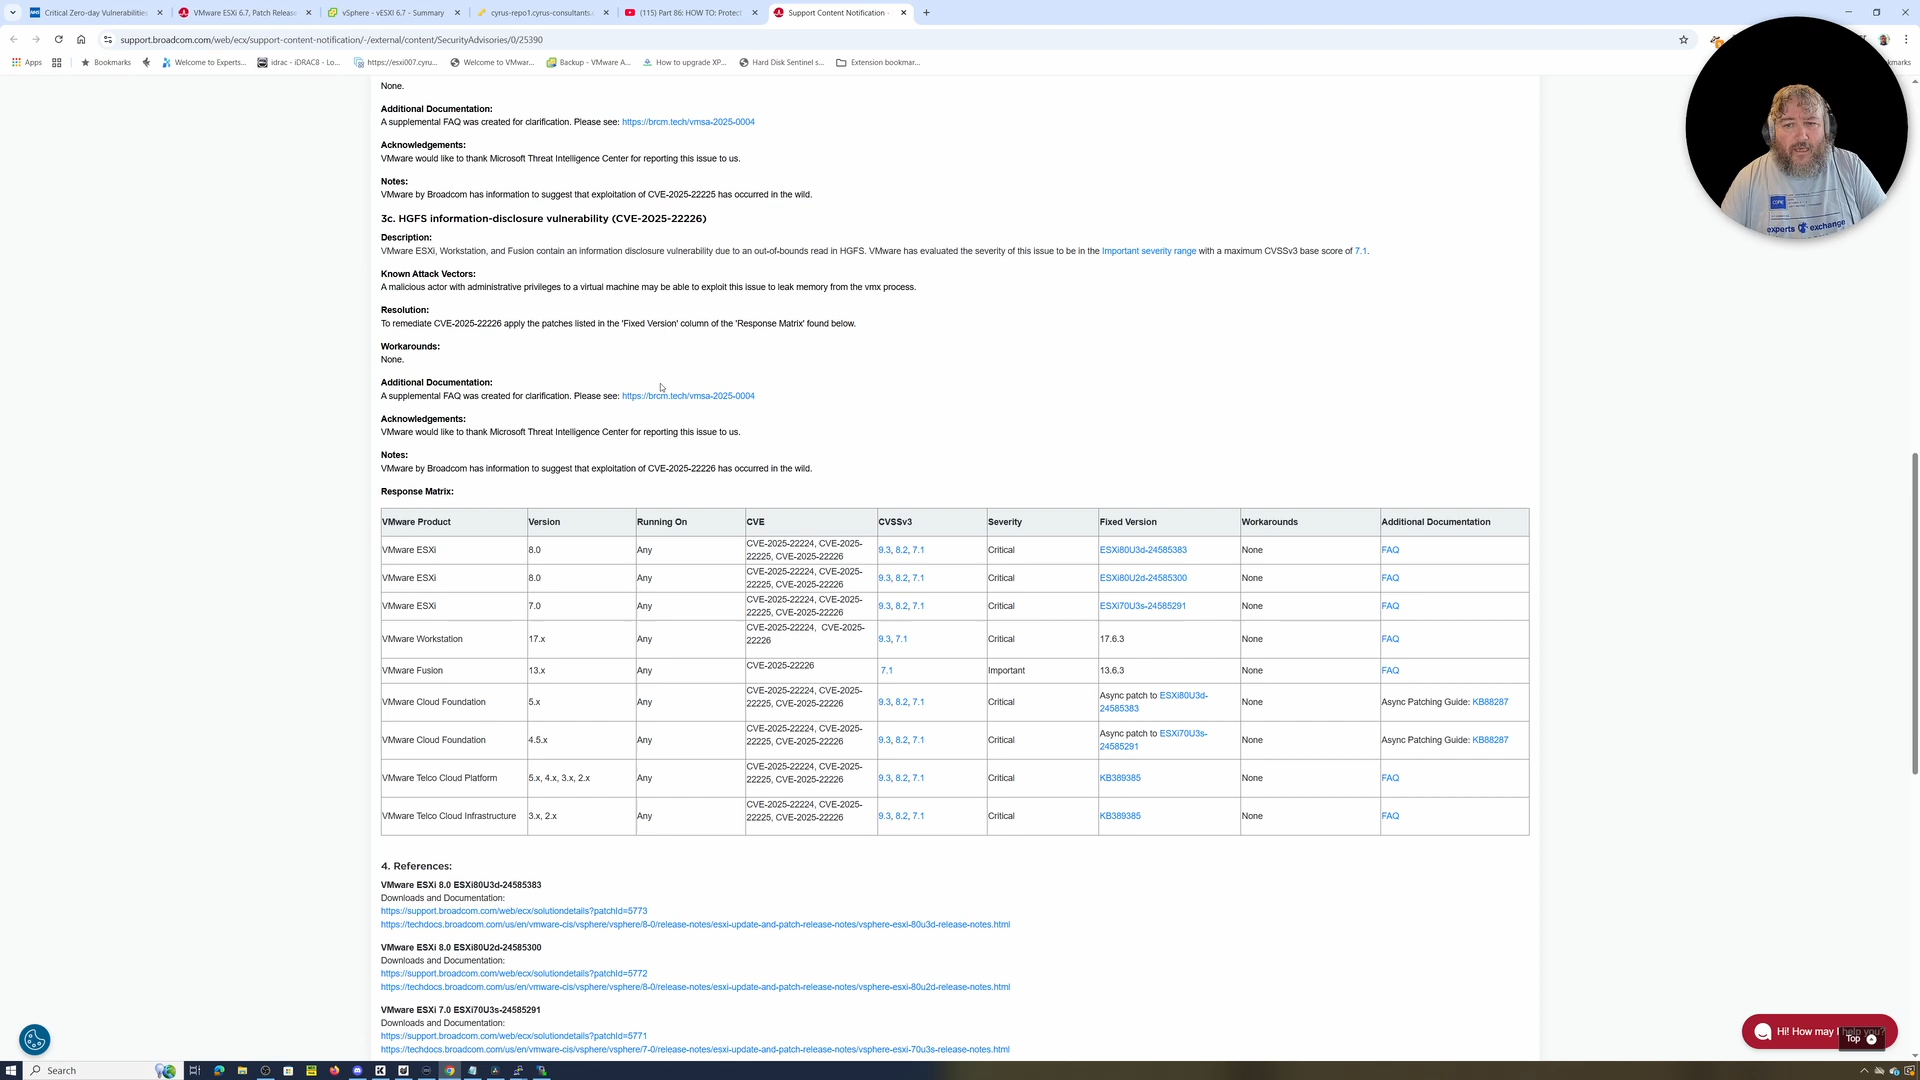 Critical Zero-day Vulnerabilities
VMware ESXi 6.7, Patch Release
vSphere - vESXI 6.7 - Summary
cyrus-repo1.cyrus-consultants.
(115) Part 86: HOW TO: Protect
Support Content Notification -
support.broadcom.com/web/ecx/support-content-notification/-/external/content/SecurityAdvisories/0/25390
Apps
Bookmarks
Welcome to Experts...
idrac - iDRAC8 - Lo...
https://esxi007.cyru...
Welcome to VMwar...
Backup - VMware A...
How to upgrade XP...
Hard Disk Sentinel s...
Extension bookmar...
None.
Additional Documentation:
A supplemental FAQ was created for clarification. Please see: https://brcm.tech/vmsa-2025-0004
Acknowledgements:
VMware would like to thank Microsoft Threat Intelligence Center for reporting this issue to us.
Notes:
VMware by Broadcom has information to suggest that exploitation of CVE-2025-22225 has occurred in the wild.
3c. HGFS information-disclosure vulnerability (CVE-2025-22226)
Description:
VMware ESXi, Workstation, and Fusion contain an information disclosure vulnerability due to an out-of-bounds read in HGFS. VMware has evaluated the severity of this issue to be in the Important severity range with a maximum CVSSv3 base score of 7.1.
Known Attack Vectors:
A malicious actor with administrative privileges to a virtual machine may be able to exploit this issue to leak memory from the vmx process.
Resolution:
To remediate CVE-2025-22226 apply the patches listed in the 'Fixed Version' column of the 'Response Matrix' found below.
Workarounds:
None.
Additional Documentation:
A supplemental FAQ was created for clarification. Please see: https://brcm.tech/vmsa-2025-0004
Acknowledgements:
VMware would like to thank Microsoft Threat Intelligence Center for reporting this issue to us.
Notes:
VMware by Broadcom has information to suggest that exploitation of CVE-2025-22226 has occurred in the wild.
Response Matrix:
VMware Product Version Running On CVE CVSSv3 Severity Fixed Version Workarounds Additional Documentation
VMware ESXi 8.0 Any CVE-2025-22224, CVE-2025-
22225, CVE-2025-22226 9.3, 8.2, 7.1 Critical ESXi80U3d-24585383 None FAQ
VMware ESXi 8.0 Any CVE-2025-22224, CVE-2025-
22225, CVE-2025-22226 9.3, 8.2, 7.1 Critical ESXi80U2d-24585300 None FAQ
VMware ESXi 7.0 Any CVE-2025-22224, CVE-2025-
22225, CVE-2025-22226 9.3, 8.2, 7.1 Critical ESXi70U3s-24585291 None FAQ
VMware Workstation 17.x Any CVE-2025-22224, CVE-2025-
22226 9.3, 7.1 Critical 17.6.3 None FAQ
VMware Fusion 13.x Any CVE-2025-22226 7.1 Important 13.6.3 None FAQ
VMware Cloud Foundation 5.x Any CVE-2025-22224, CVE-2025-
22225, CVE-2025-22226 9.3, 8.2, 7.1 Critical Async patch to ESXi80U3d-
24585383 None Async Patching Guide: KB88287
VMware Cloud Foundation 4.5.x Any CVE-2025-22224, CVE-2025-
22225, CVE-2025-22226 9.3, 8.2, 7.1 Critical Async patch to ESXi70U3s-
24585291 None Async Patching Guide: KB88287
VMware Telco Cloud Platform 5.x, 4.x, 3.x, 2.x Any CVE-2025-22224, CVE-2025-
22225, CVE-2025-22226 9.3, 8.2, 7.1 Critical KB389385 None FAQ
VMware Telco Cloud Infrastructure 3.x, 2.x Any CVE-2025-22224, CVE-2025-
22225, CVE-2025-22226 9.3, 8.2, 7.1 Critical KB389385 None FAQ
4. References:
VMware ESXi 8.0 ESXi80U3d-24585383
Downloads and Documentation:
https://support.broadcom.com/web/ecx/solutiondetails?patchId=5773
https://techdocs.broadcom.com/us/en/vmware-cis/vsphere/vsphere/8-0/release-notes/esxi-update-and-patch-release-notes/vsphere-esxi-80u3d-release-notes.html
VMware ESXi 8.0 ESXi80U2d-24585300
Downloads and Documentation:
https://support.broadcom.com/web/ecx/solutiondetails?patchId=5772
https://techdocs.broadcom.com/us/en/vmware-cis/vsphere/vsphere/8-0/release-notes/esxi-update-and-patch-release-notes/vsphere-esxi-80u2d-release-notes.html
VMware ESXi 7.0 ESXi70U3s-24585291
Downloads and Documentation:
https://support.broadcom.com/web/ecx/solutiondetails?patchId=5771
https://techdocs.broadcom.com/us/en/vmware-cis/vsphere/vsphere/7-0/release-notes/esxi-update-and-patch-release-notes/vsphere-esxi-70u3s-release-notes.html
experts exchange
Hi! How may I help you?
Top
Search